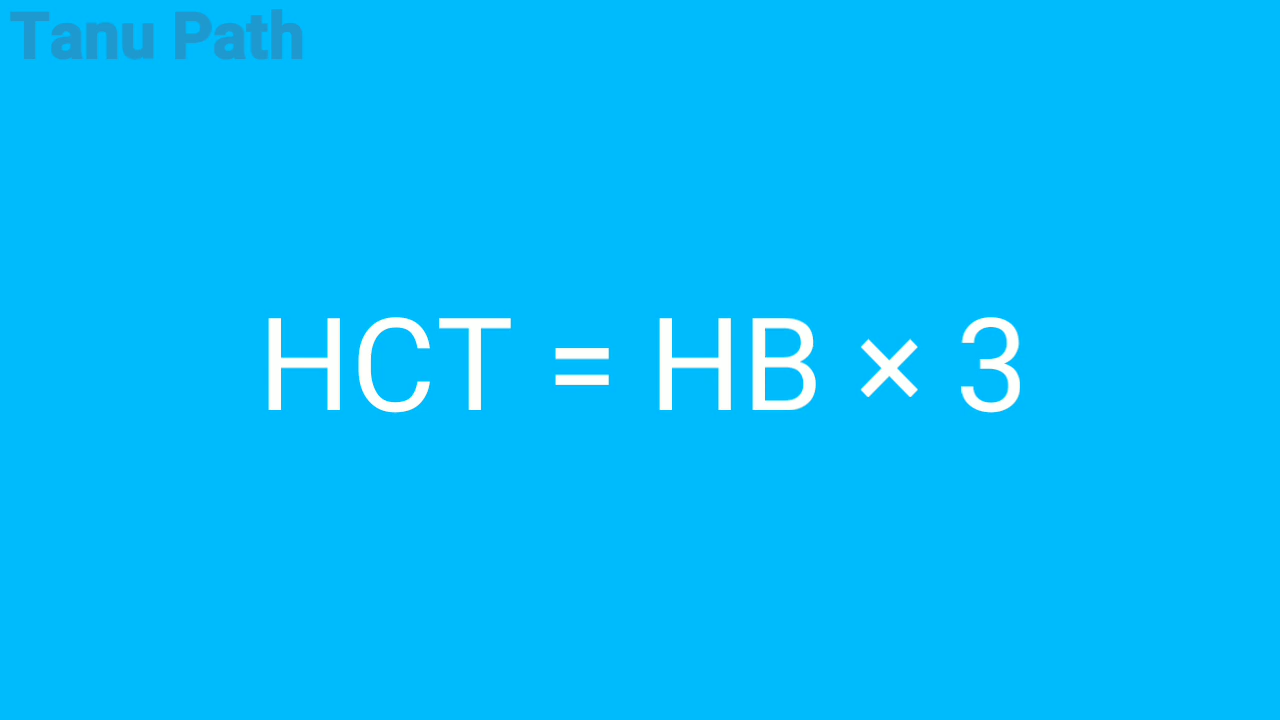 Tanu Path
HCT = HB × 3